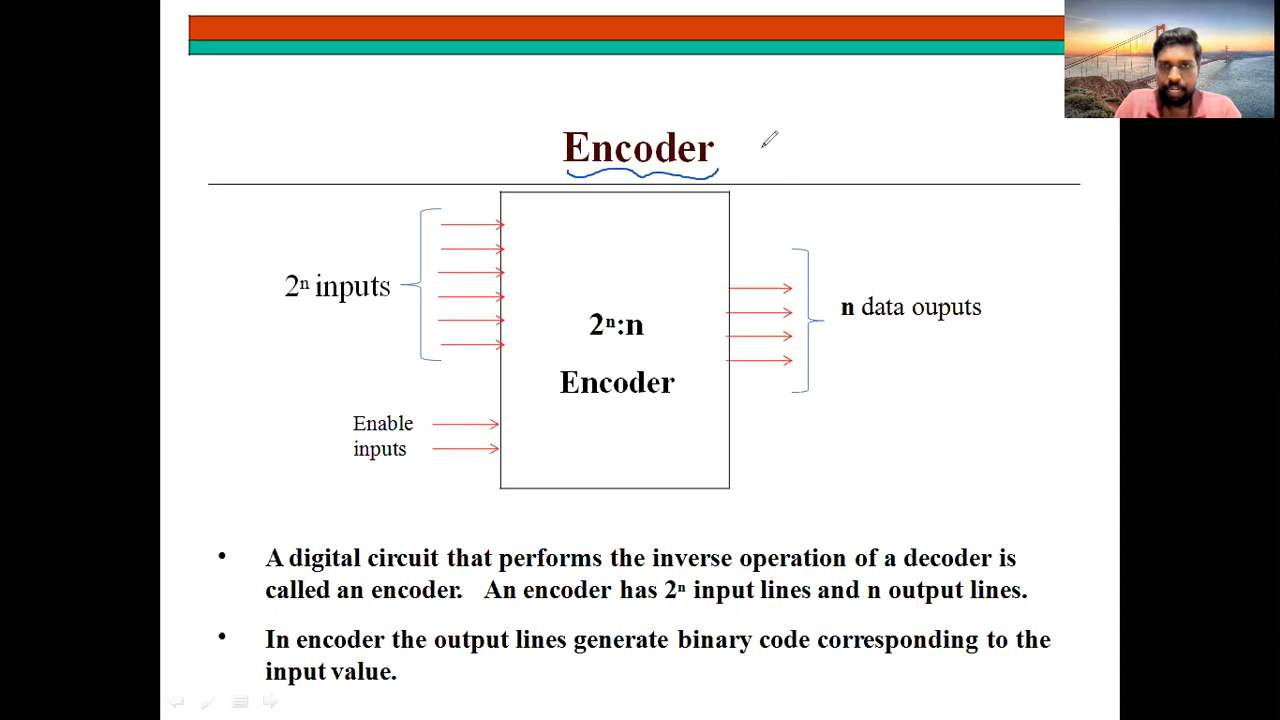 Encoder
2ⁿ inputs
2ⁿ:n
Encoder
n data ouputs
Enable
inputs
• A digital circuit that performs the inverse operation of a decoder is
called an encoder. An encoder has 2ⁿ input lines and n output lines.
• In encoder the output lines generate binary code corresponding to the
input value.